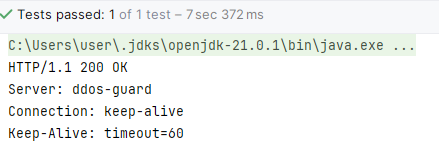 Tests passed: 1 of 1 test – 7 sec 372 ms
C:\Users\user\.jdks\openjdk-21.0.1\bin\java.exe ...
HTTP/1.1 200 OK
Server: ddos-guard
Connection: keep-alive
Keep-Alive: timeout=60